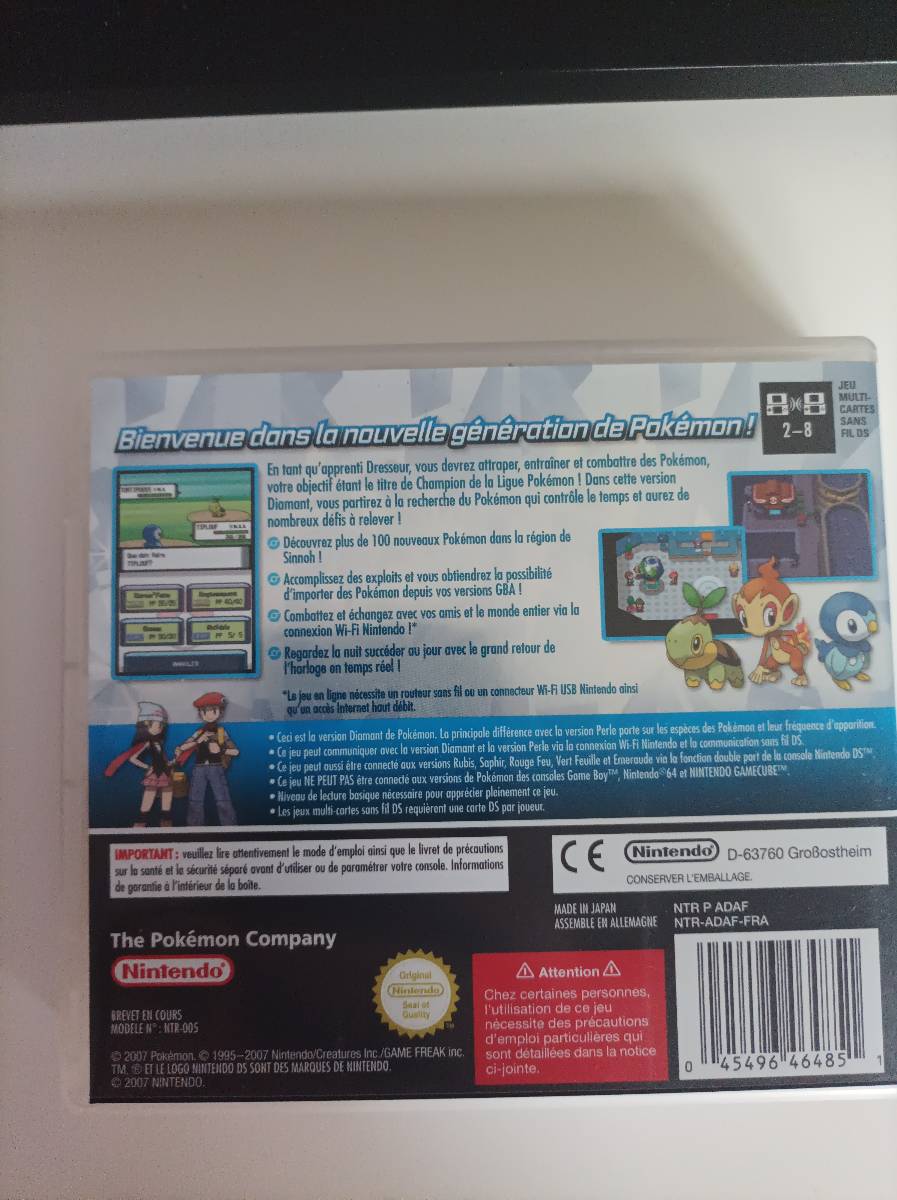 Bienvenue dans la nouvelle génération de Pokémon !
2-8
JEU
MULTI-
CARTES
SANS
FIL DS
En tant qu'apprenti Dresseur, vous devrez attraper, entraîner et combattre des Pokémon,
votre objectif étant le titre de Champion de la Ligue Pokémon ! Dans cette version
Diamant, vous partirez à la recherche du Pokémon qui contrôle le temps et aurez de
nombreux défis à relever !
Découvrez plus de 100 nouveaux Pokémon dans la région de
Sinnoh !
Accomplissez des exploits et vous obtiendrez la possibilité
d'importer des Pokémon depuis vos versions GBA !
Combattez et échangez avec vos amis et le monde entier via la
connexion Wi-Fi Nintendo !*
Regardez la nuit succéder au jour avec le grand retour de
l'horloge en temps réel !
*Le jeu en ligne nécessite un routeur sans fil ou un connecteur Wi-Fi USB Nintendo ainsi
qu'un accès Internet haut débit.
TIPLOUF
Que doit faire
TIPLOUF?
PP 40/40
PP 30/30
PP 5/5
ANNULER
• Ceci est la version Diamant de Pokémon. La principale différence avec la version Perle porte sur les espèces des Pokémon et leur fréquence d'apparition.
• Ce jeu peut communiquer avec la version Diamant et la version Perle via la connexion Wi-Fi Nintendo et la communication sans fil DS.
• Ce jeu peut aussi être connecté aux versions Rubis, Saphir, Rouge Feu, Vert Feuille et Emeraude via la fonction double port de la console Nintendo DS™.
• Ce jeu NE PEUT PAS être connecté aux versions de Pokémon des consoles Game Boy™, Nintendo®64 et NINTENDO GAMECUBE™.
• Niveau de lecture basique nécessaire pour apprécier pleinement ce jeu.
• Les jeux multi-cartes sans fil DS requièrent une carte DS par joueur.
IMPORTANT : veuillez lire attentivement le mode d'emploi ainsi que le livret de précautions
sur la santé et la sécurité séparé avant d'utiliser ou de paramétrer votre console. Informations
de garantie à l'intérieur de la boîte.
CE Nintendo® D-63760 Großostheim
CONSERVER L'EMBALLAGE.
MADE IN JAPAN
ASSEMBLE EN ALLEMAGNE
NTR P ADAF
NTR-ADAF-FRA
The Pokémon Company
Nintendo®
BREVET EN COURS
MODELE N° : NTR-005
Original
Nintendo
Seal of
Quality
TM
© 2007 Pokémon. © 1995–2007 Nintendo/Creatures Inc./GAME FREAK inc.
TM, ® ET LE LOGO NINTENDO DS SONT DES MARQUES DE NINTENDO.
© 2007 NINTENDO.
Attention
Chez certaines personnes,
l'utilisation de ce jeu
nécessite des précautions
d'emploi particulières qui
sont détaillées dans la notice
ci-jointe.
0 45496 46485 1